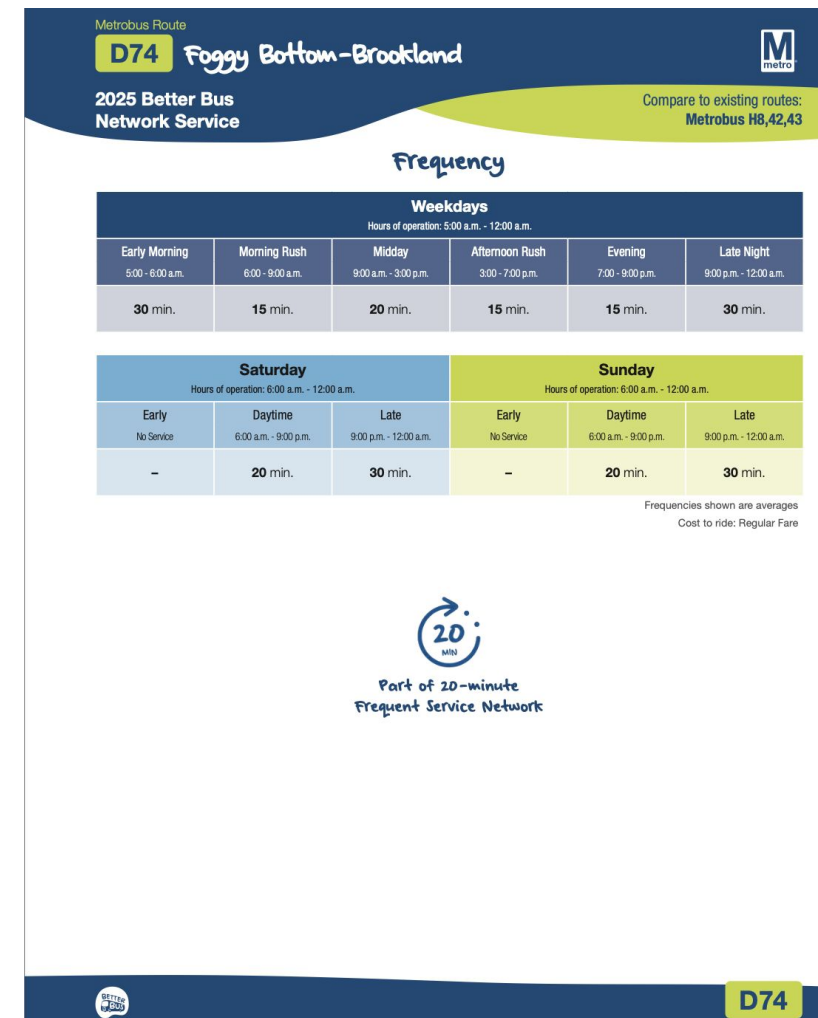 Metrobus Route
D74 Foggy Bottom-Brookland
M
metro
2025 Better Bus
Network Service
Compare to existing routes:
Metrobus H8,42,43
Frequency
Weekdays
Hours of operation: 5:00 a.m. - 12:00 a.m.
Early Morning Morning Rush Midday Afternoon Rush Evening Late Night
5:00 - 6:00 a.m. 6:00 - 9:00 a.m. 9:00 a.m. - 3:00 p.m. 3:00 - 7:00 p.m. 7:00 - 9:00 p.m. 9:00 p.m. - 12:00 a.m.
30 min. 15 min. 20 min. 15 min. 15 min. 30 min.
Saturday Sunday
Hours of operation: 6:00 a.m. - 12:00 a.m. Hours of operation: 6:00 a.m. - 12:00 a.m.
Early Daytime Late Early Daytime Late
No Service 6:00 a.m. - 9:00 p.m. 9:00 p.m. - 12:00 a.m. No Service 6:00 a.m. - 9:00 p.m. 9:00 p.m. - 12:00 a.m.
– 20 min. 30 min. – 20 min. 30 min.
Frequencies shown are averages
Cost to ride: Regular Fare
20
MIN
Part of 20-minute
Frequent Service Network
BETTER
BUS
D74